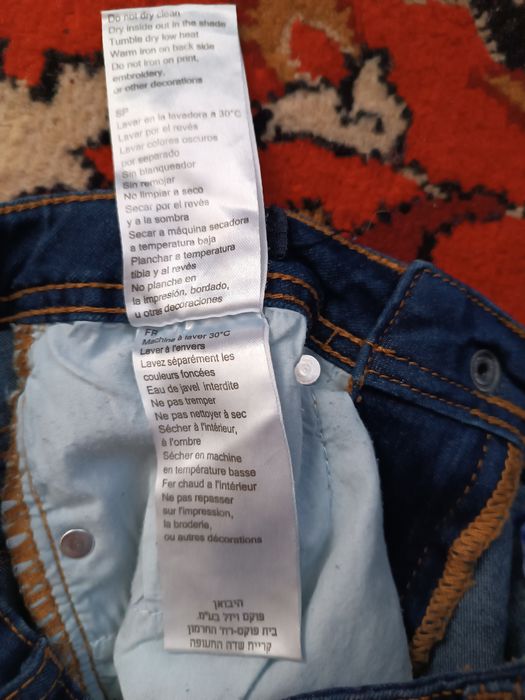 Do not dry clean
Dry inside out in the shade
Tumble dry low heat
Warm iron on back side
Do not iron on print,
embroidery,
or other decorations
SP
Lavar en la lavadora a 30°C
Lavar por el revés
Lavar colores oscuros
por separado
Sin blanqueador
Sin remojar
No limpiar a seco
Secar por el revés
y a la sombra
Secar a máquina secadora
a temperatura baja
Planchar a temperatura
tibia y al revés
No planche en
la impresión, bordado,
u otras decoraciones
FR
Machine à laver 30°C
Laver à l'envers
Lavez séparément les
couleurs foncées
Eau de javel interdite
Ne pas tremper
Ne pas nettoyer à sec
Sécher à l'intérieur,
à l'ombre
Sécher en machine
en température basse
Fer chaud a l'intérieur
Ne pas repasser
sur l'impression,
la broderie,
ou autres décorations
היבואן
פוקס ויזל בע"מ.
בית פוקס-רח' החרמון
קריית שדה התעופה